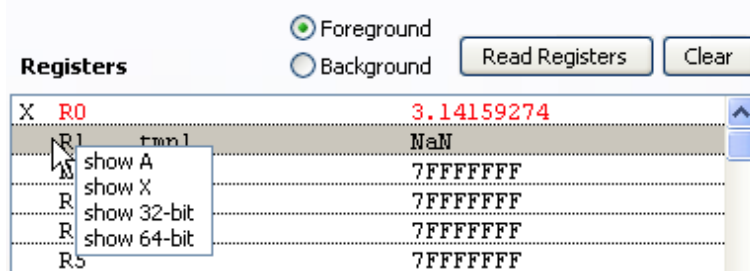 Foreground
Registers Background Read Registers Clear
X R0 3.14159274
R1 tmp1 NaN
show A
M 7FFFFFFF
show X
R 7FFFFFFF
show 32-bit
R 7FFFFFFF
show 64-bit
R5 7FFFFFFF